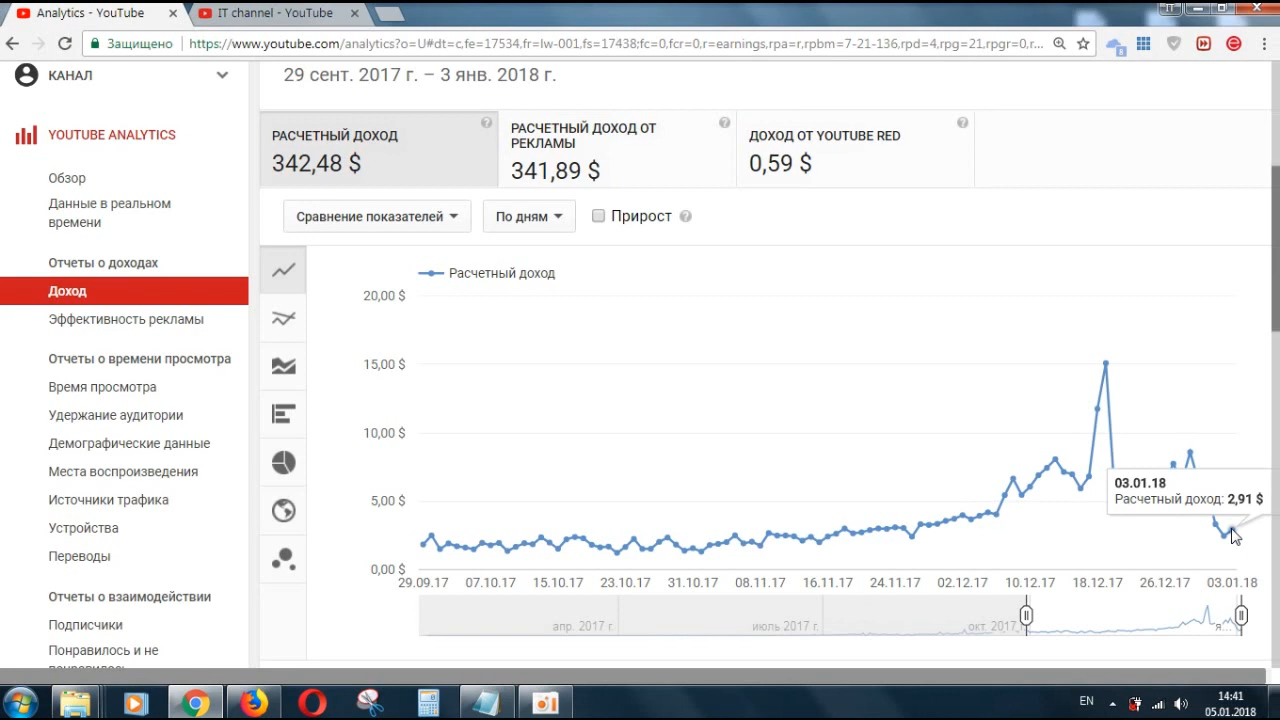 Analytics - YouTube
IT channel - YouTube
IT
Защищено
https://www.youtube.com/analytics?o=U#dt=c,fe=17534,fr=lw-001,fs=17438;fc=0,fcr=0,r=earnings,rpa=r,rpbm=7-21-136,rpd=4,rpg=21,rpgr=0,r...
8
КАНАЛ
29 сент. 2017 г. – 3 янв. 2018 г.
YOUTUBE ANALYTICS
РАСЧЕТНЫЙ ДОХОД
342,48 $
РАСЧЕТНЫЙ ДОХОД ОТ
РЕКЛАМЫ
341,89 $
ДОХОД ОТ YOUTUBE RED
0,59 $
Обзор
Данные в реальном
времени
Отчеты о доходах
Доход
Эффективность рекламы
Отчеты о времени просмотра
Время просмотра
Удержание аудитории
Демографические данные
Места воспроизведения
Источники трафика
Устройства
Переводы
Отчеты о взаимодействии
Подписчики
Понравилось и не
понравилось
Сравнение показателей
По дням
Прирост
Расчетный доход
20,00 $
15,00 $
10,00 $
5,00 $
0,00 $
03.01.18
Расчетный доход: 2,91 $
29.09.17 07.10.17 15.10.17 23.10.17 31.10.17 08.11.17 16.11.17 24.11.17 02.12.17 10.12.17 18.12.17 26.12.17 03.01.18
апр. 2017 г. июль 2017 г. окт. 2017 я...
EN
14:41
05.01.2018